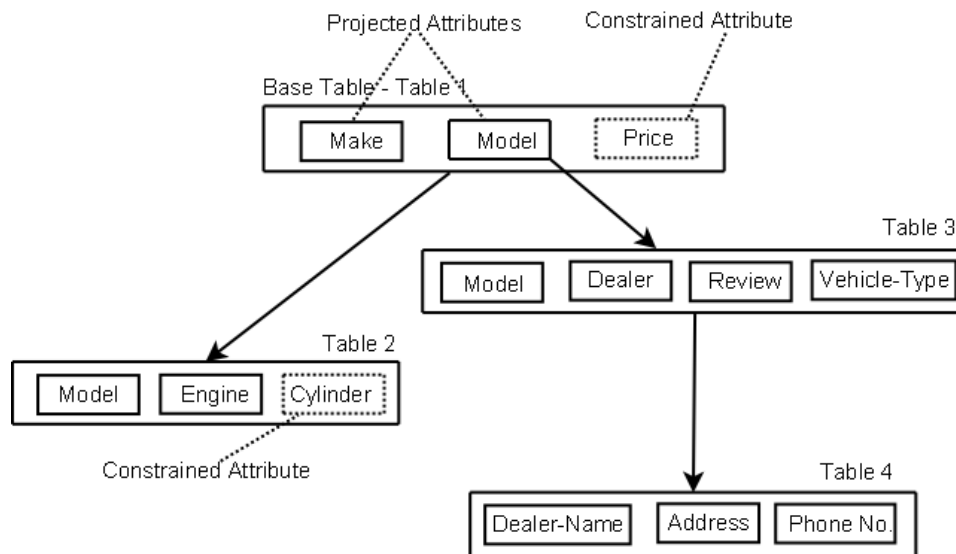 Projected Attributes
Constrained Attribute
Base Table - Table 1
Make
Model
Price
Table 3
Model
Dealer
Review
Vehicle-Type
Table 2
Model
Engine
Cylinder
Constrained Attribute
Table 4
Dealer-Name
Address
Phone No.